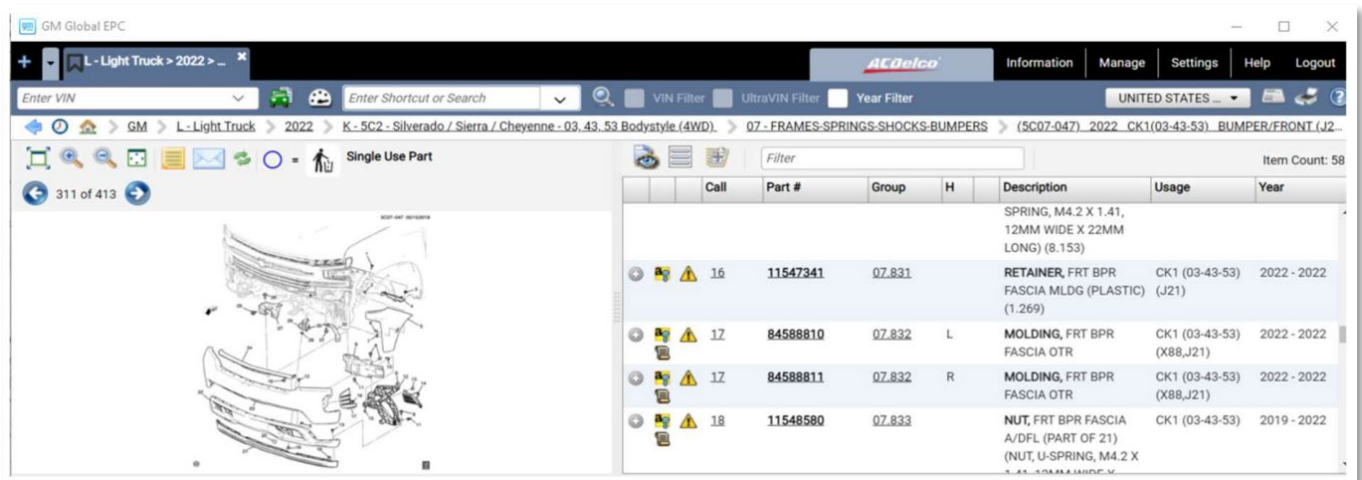 GM Global EPC
L - Light Truck > 2022 > ...
ACDelco
Information Manage Settings Help Logout
Enter VIN
Enter Shortcut or Search
VIN Filter UltraVIN Filter Year Filter
UNITED STATES ...
GM > L - Light Truck > 2022 > K - 5C2 - Silverado / Sierra / Cheyenne - 03, 43, 53 Bodystyle (4WD) > 07 - FRAMES-SPRINGS-SHOCKS-BUMPERS > (5C07-047) 2022 CK1(03-43-53) BUMPER/FRONT (J2...
= Single Use Part
Filter
Item Count: 58
311 of 413
Call Part # Group H Description Usage Year
SPRING, M4.2 X 1.41,
12MM WIDE X 22MM
LONG) (8.153)
16 11547341 07.831 RETAINER, FRT BPR CK1 (03-43-53) 2022 - 2022
FASCIA MLDG (PLASTIC) (J21)
(1.269)
17 84588810 07.832 L MOLDING, FRT BPR CK1 (03-43-53) 2022 - 2022
FASCIA OTR (X88,J21)
17 84588811 07.832 R MOLDING, FRT BPR CK1 (03-43-53) 2022 - 2022
FASCIA OTR (X88,J21)
18 11548580 07.833 NUT, FRT BPR FASCIA CK1 (03-43-53) 2019 - 2022
A/DFL (PART OF 21)
(NUT, U-SPRING, M4.2 X